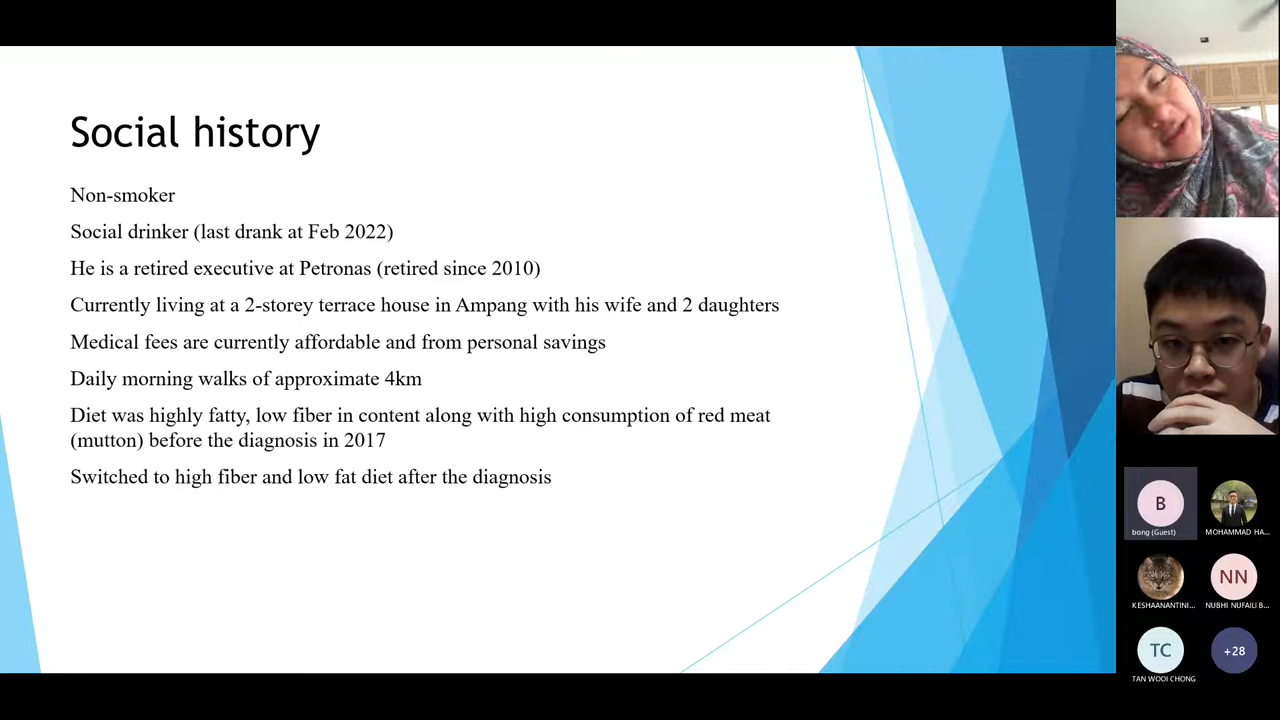 Social history
Non-smoker
Social drinker (last drank at Feb 2022)
He is a retired executive at Petronas (retired since 2010)
Currently living at a 2-storey terrace house in Ampang with his wife and 2 daughters
Medical fees are currently affordable and from personal savings
Daily morning walks of approximate 4km
Diet was highly fatty, low fiber in content along with high consumption of red meat
(mutton) before the diagnosis in 2017
Switched to high fiber and low fat diet after the diagnosis
B
bong (Guest)
MOHAMMAD HA...
KESHAANANTINI...
NN
NUBHI NUFAILI B...
TC
TAN WOOI CHONG
+28